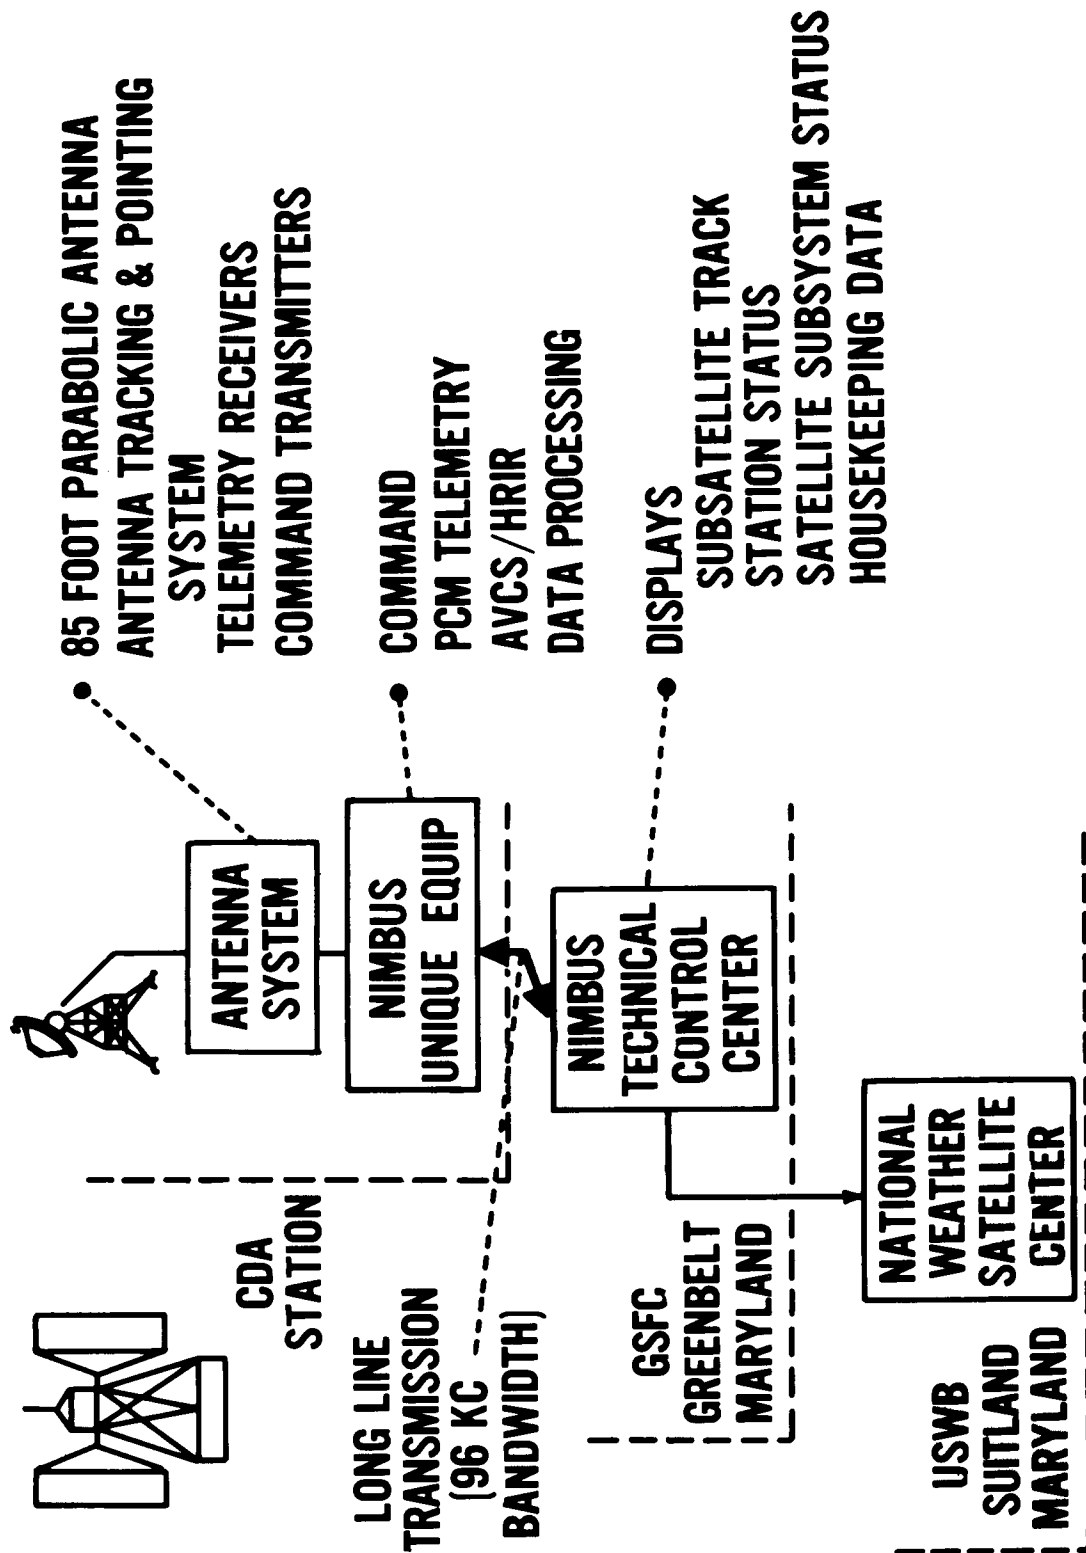 85 FOOT PARABOLIC ANTENNA
ANTENNA TRACKING & POINTING
SYSTEM
TELEMETRY RECEIVERS
COMMAND TRANSMITTERS
ANTENNA
SYSTEM
CDA
STATION
COMMAND
PCM TELEMETRY
AVCS/HRIR
DATA PROCESSING
NIMBUS
UNIQUE EQUIP
LONG LINE
TRANSMISSION
(96 KC
BANDWIDTH)
DISPLAYS
SUBSATELLITE TRACK
STATION STATUS
SATELLITE SUBSYSTEM STATUS
HOUSEKEEPING DATA
NIMBUS
TECHNICAL
CONTROL
CENTER
GSFC
GREENBELT
MARYLAND
NATIONAL
WEATHER
SATELLITE
CENTER
USWB
SUITLAND
MARYLAND